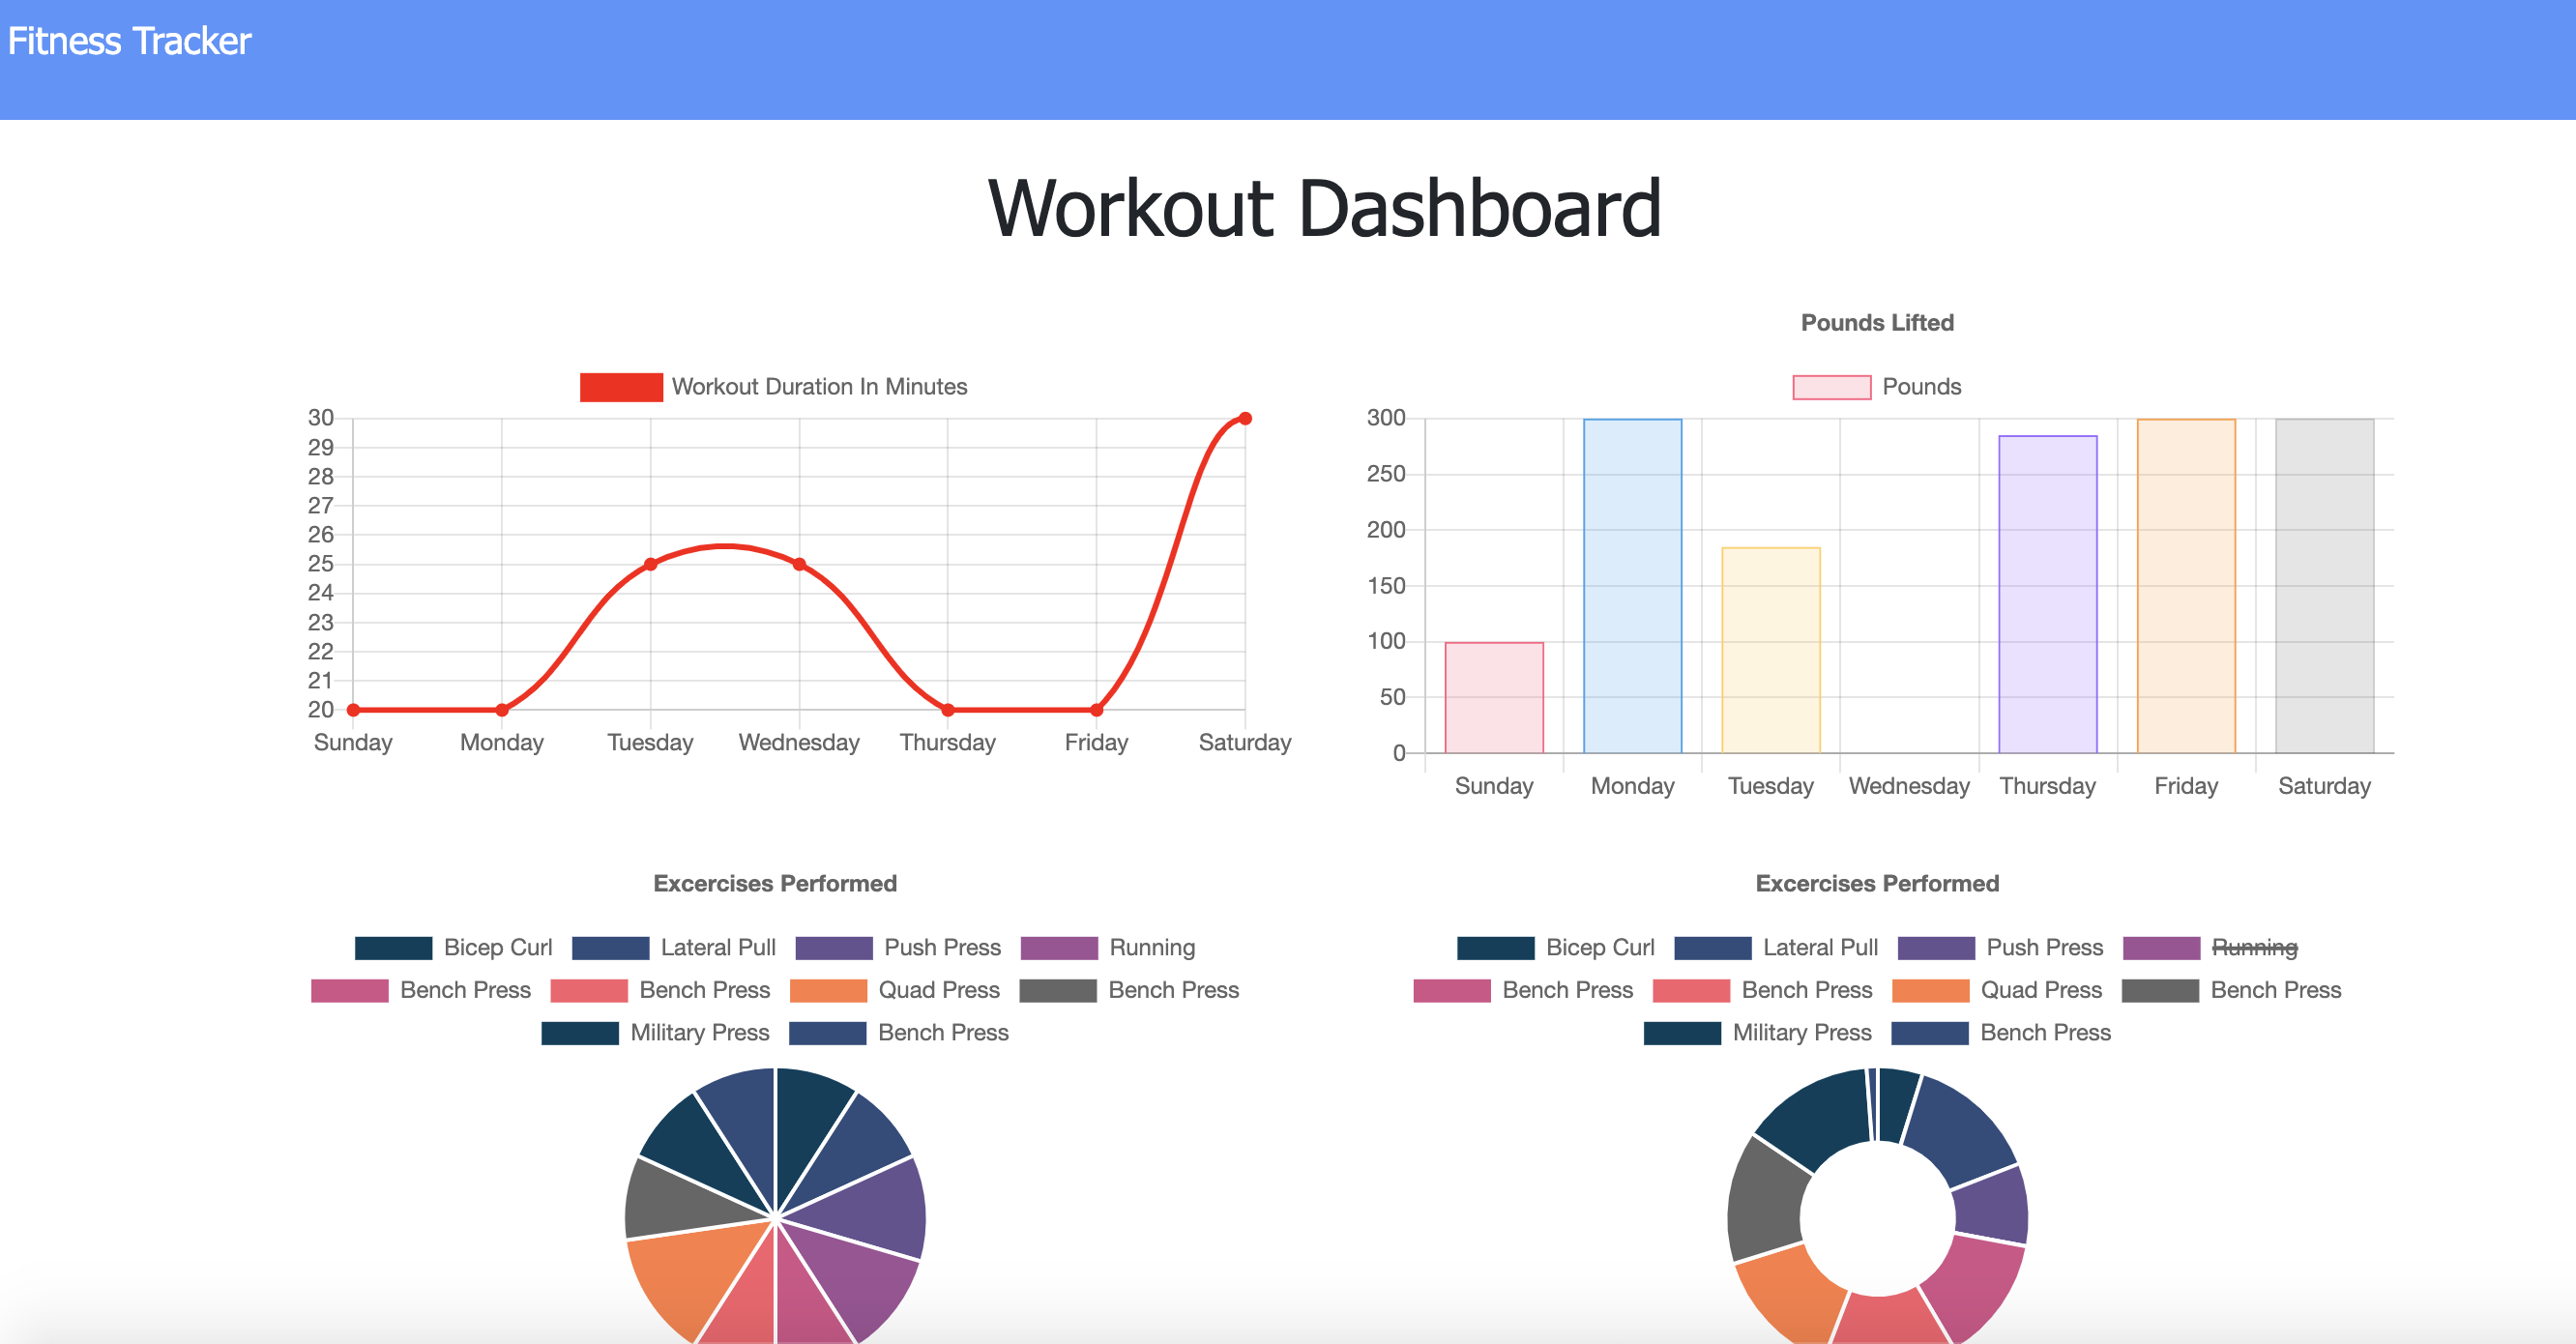 Fitness Tracker
Workout Dashboard
Workout Duration In Minutes
30
29
28
27
26
25
24
23
22
21
20
Sunday Monday Tuesday Wednesday Thursday Friday Saturday
Pounds Lifted
Pounds
300
250
200
150
100
50
0
Sunday Monday Tuesday Wednesday Thursday Friday Saturday
Excercises Performed
Bicep Curl Lateral Pull Push Press Running
Bench Press Bench Press Quad Press Bench Press
Military Press Bench Press
Excercises Performed
Bicep Curl Lateral Pull Push Press Running
Bench Press Bench Press Quad Press Bench Press
Military Press Bench Press